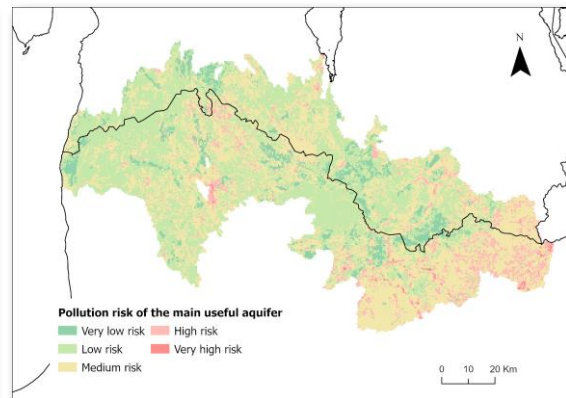 N
Pollution risk of the main useful aquifer
Very low risk
High risk
Low risk
Very high risk
Medium risk
0 10 20 Km